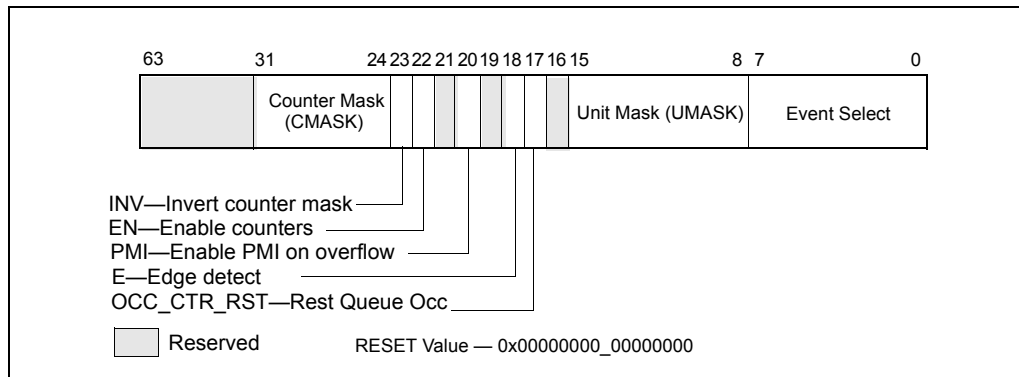 63 31 24 23 22 21 20 19 18 17 16 15 8 7 0
Counter Mask
(CMASK)
Unit Mask (UMASK)
Event Select
INV—Invert counter mask
EN—Enable counters
PMI—Enable PMI on overflow
E—Edge detect
OCC_CTR_RST—Rest Queue Occ
Reserved
RESET Value — 0x00000000_00000000